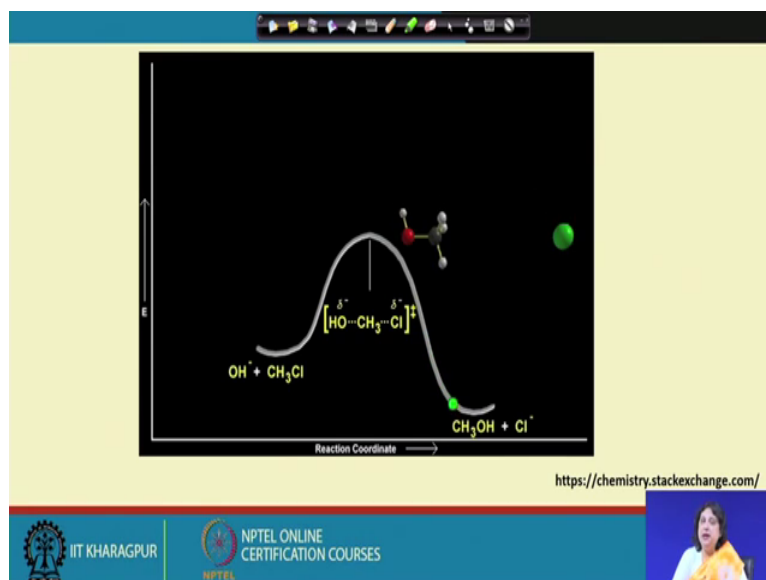 E
[HO···CH₃···Cl]‡
δ⁻ δ⁻
OH⁻ + CH₃Cl
CH₃OH + Cl⁻
Reaction Coordinate
https://chemistry.stackexchange.com/
IIT KHARAGPUR
NPTEL ONLINE
CERTIFICATION COURSES
NPTEL